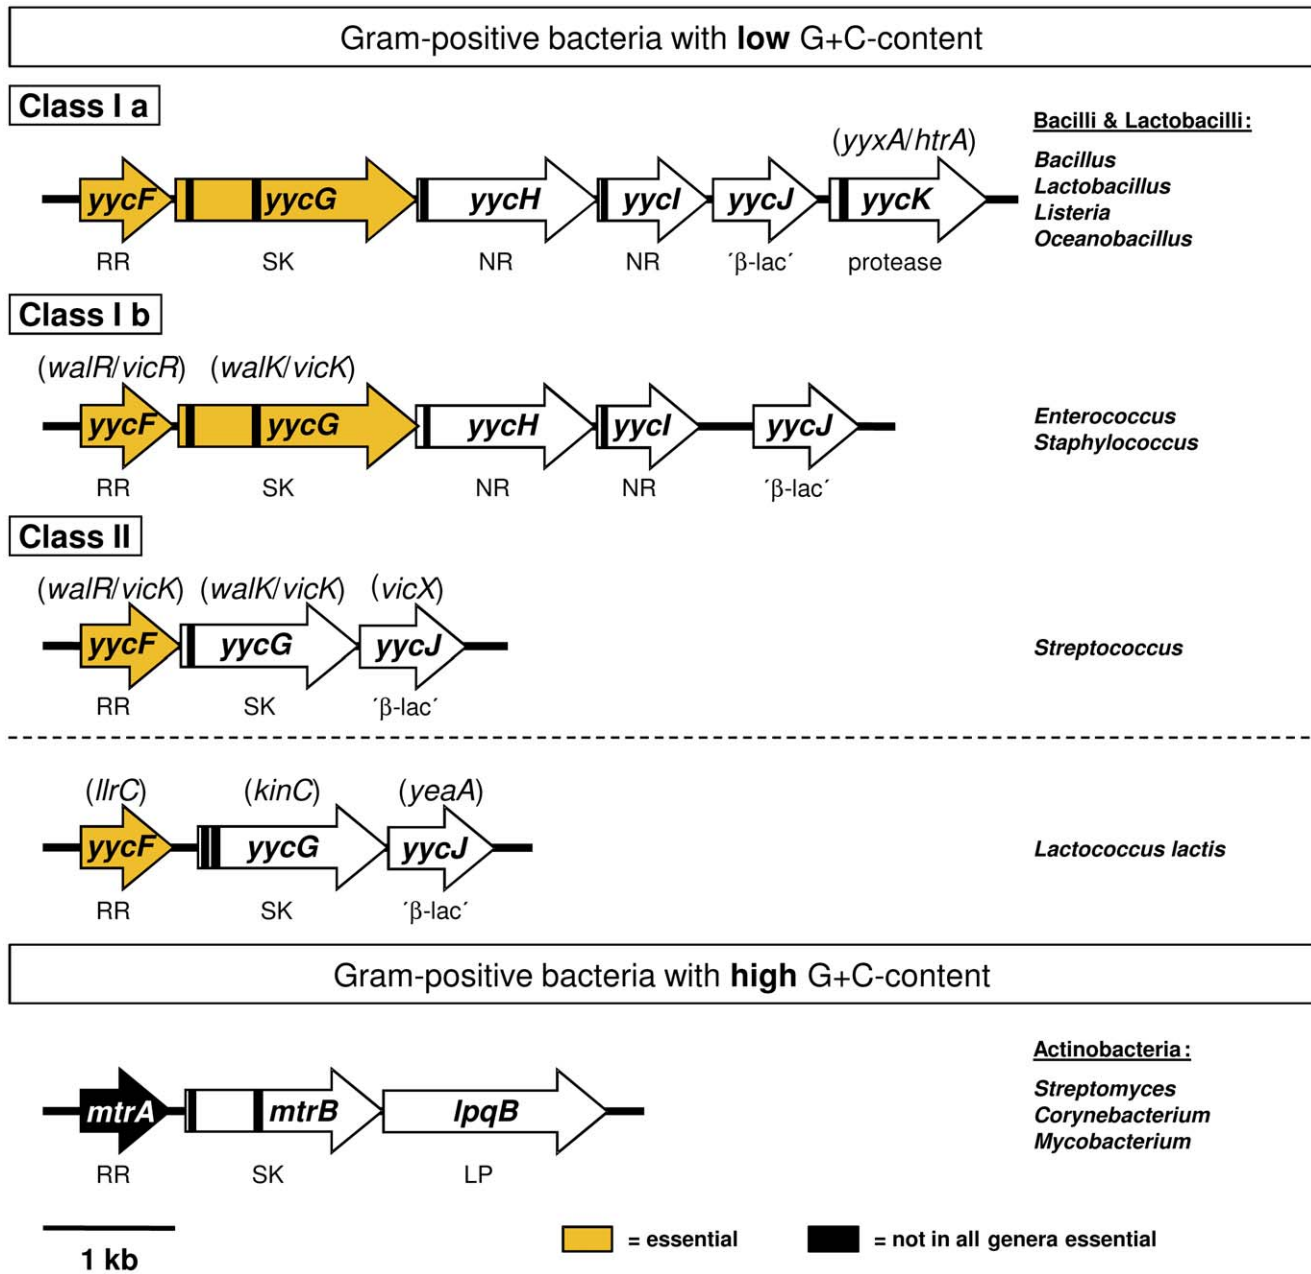 Gram-positive bacteria with low G+C-content
Class I a
Bacilli & Lactobacilli:
(yyxA/htrA)
Bacillus
Lactobacillus
Listeria
Oceanobacillus
yycF yycG yycH yycI yycJ yycK
RR SK NR NR ´β-lac´ protease
Class I b
(walR/vicR) (walK/vicK)
yycF yycG yycH yycI yycJ
Enterococcus
Staphylococcus
RR SK NR NR ´β-lac´
Class II
(walR/vicK) (walK/vicK) (vicX)
yycF yycG yycJ
Streptococcus
RR SK ´β-lac´
(llrC) (kinC) (yeaA)
yycF yycG yycJ
Lactococcus lactis
RR SK ´β-lac´
Gram-positive bacteria with high G+C-content
Actinobacteria:
Streptomyces
Corynebacterium
Mycobacterium
mtrA mtrB lpqB
RR SK LP
1 kb
= essential
= not in all genera essential